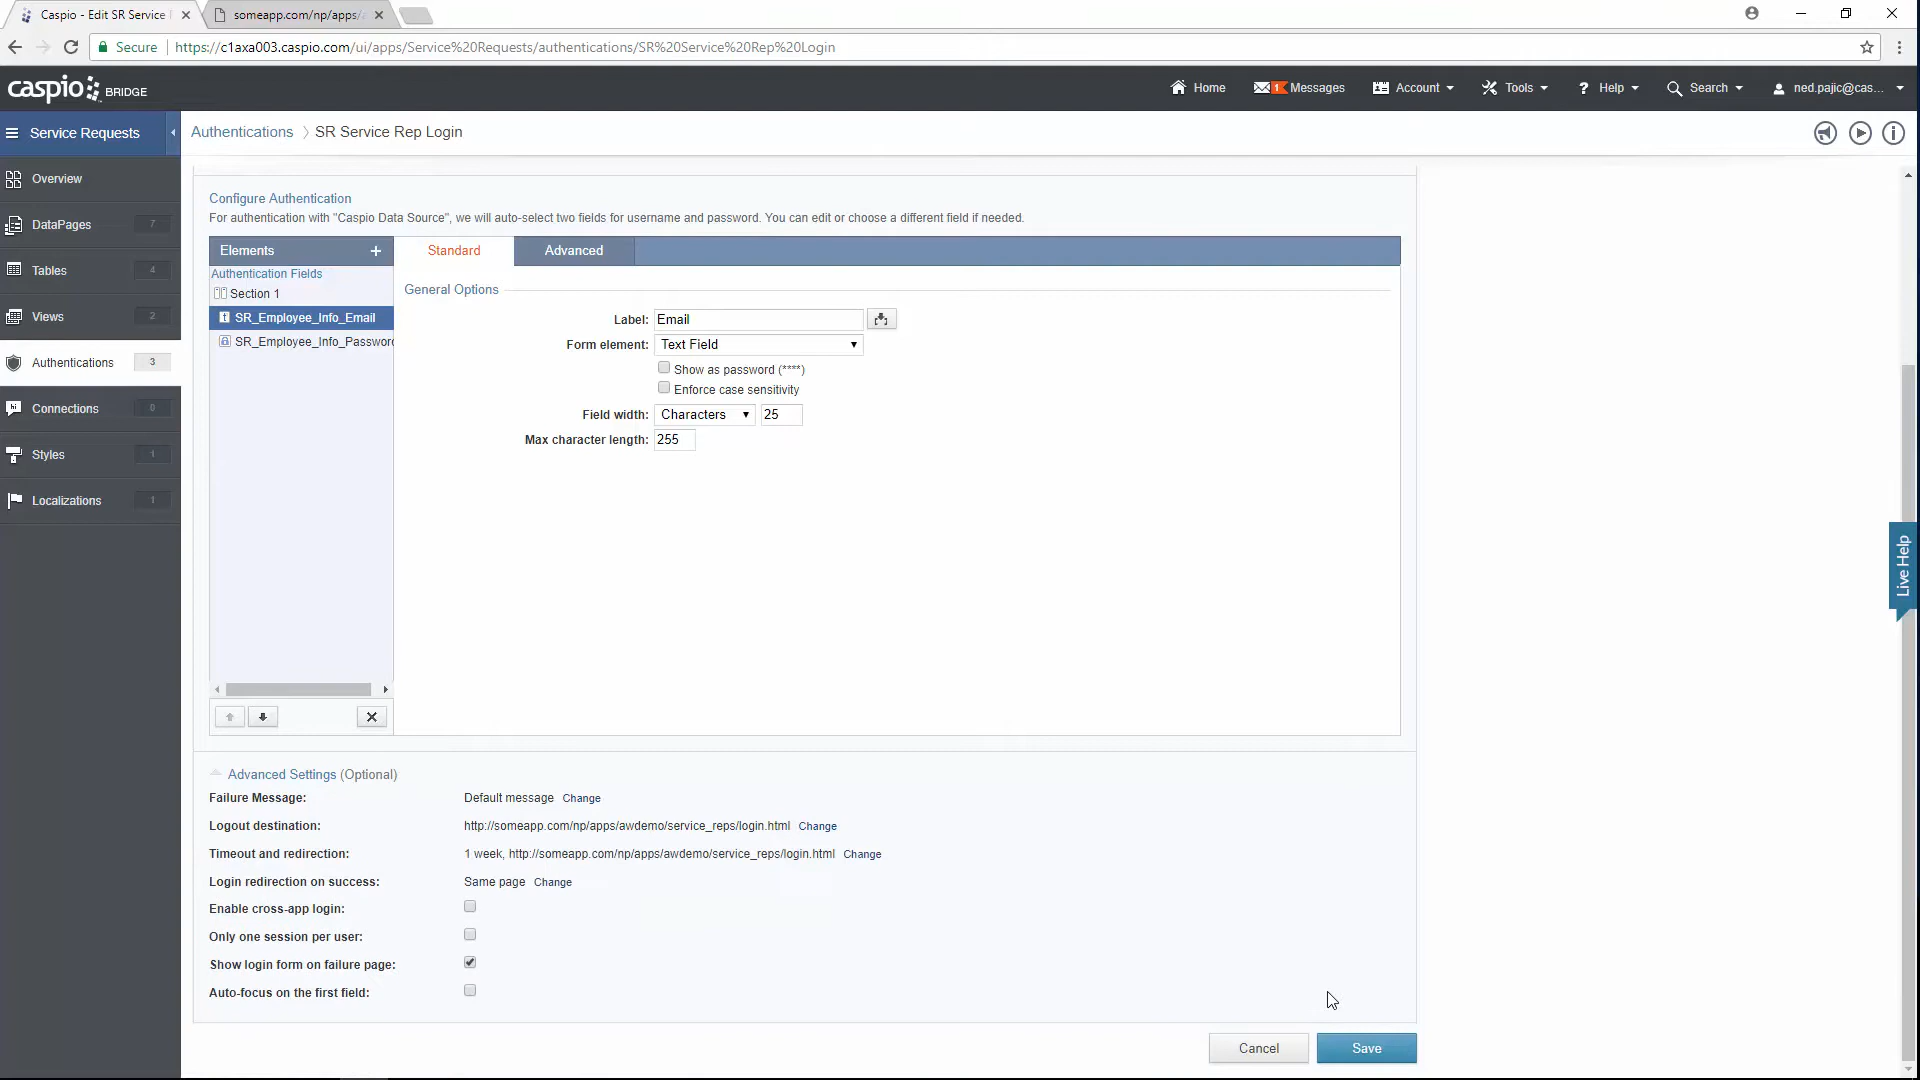 Caspio - Edit SR Service
someapp.com/np/apps/
Secure
https://c1axa003.caspio.com/ui/apps/Service%20Requests/authentications/SR%20Service%20Rep%20Login
caspio BRIDGE
Home
1 Messages
Account
Tools
? Help
Search
ned.pajic@cas...
Service Requests
Authentications
SR Service Rep Login
Overview
DataPages 7
Tables 4
Views 2
Authentications 3
Connections 0
Styles 1
Localizations 1
Configure Authentication
For authentication with "Caspio Data Source", we will auto-select two fields for username and password. You can edit or choose a different field if needed.
Elements +
Standard
Advanced
Authentication Fields
Section 1
SR_Employee_Info_Email
SR_Employee_Info_Password
General Options
Label: Email
Form element: Text Field
Show as password (****)
Enforce case sensitivity
Field width: Characters 25
Max character length: 255
Live Help
Advanced Settings (Optional)
Failure Message: Default message Change
Logout destination: http://someapp.com/np/apps/awdemo/service_reps/login.html Change
Timeout and redirection: 1 week, http://someapp.com/np/apps/awdemo/service_reps/login.html Change
Login redirection on success: Same page Change
Enable cross-app login:
Only one session per user:
Show login form on failure page:
Auto-focus on the first field:
Cancel
Save